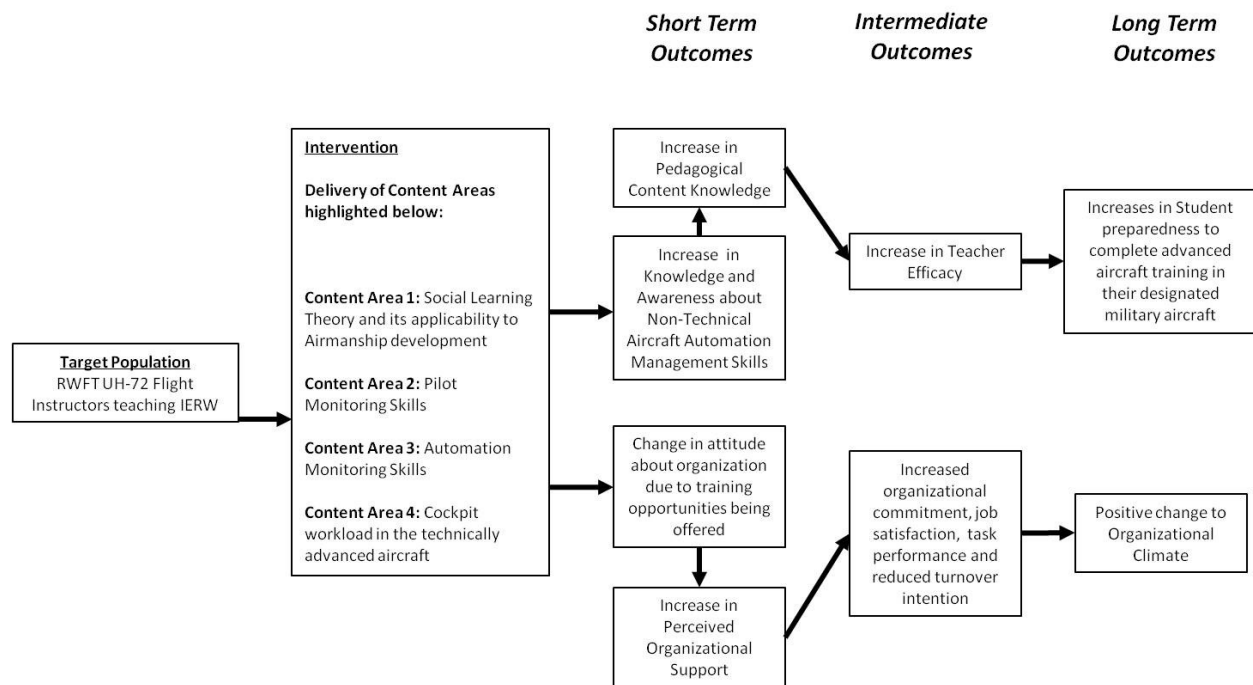 Short Term
Outcomes
Intermediate
Outcomes
Long Term
Outcomes
Target Population
RWFT UH-72 Flight
Instructors teaching IERW
Intervention
Delivery of Content Areas
highlighted below:
Content Area 1: Social Learning
Theory and its applicability to
Airmanship development
Content Area 2: Pilot
Monitoring Skills
Content Area 3: Automation
Monitoring Skills
Content Area 4: Cockpit
workload in the technically
advanced aircraft
Increase in
Pedagogical
Content Knowledge
Increase in
Knowledge and
Awareness about
Non-Technical
Aircraft Automation
Management Skills
Change in attitude
about organization
due to training
opportunities being
offered
Increase in
Perceived
Organizational
Support
Increase in Teacher
Efficacy
Increased
organizational
commitment, job
satisfaction, task
performance and
reduced turnover
intention
Increases in Student
preparedness to
complete advanced
aircraft training in
their designated
military aircraft
Positive change to
Organizational
Climate